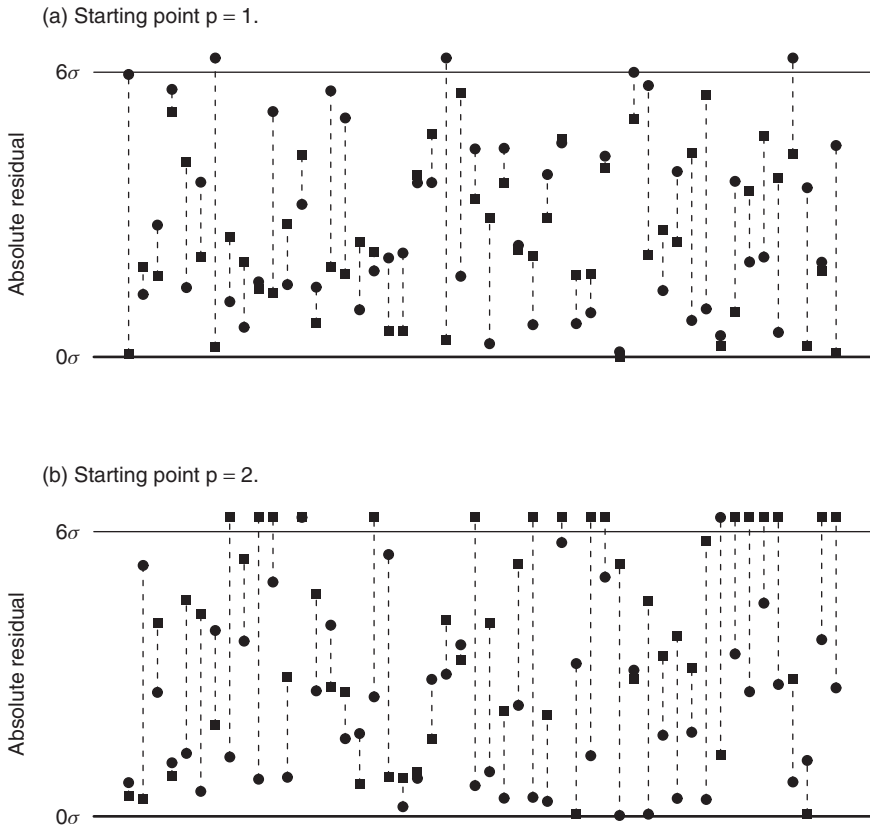 (a) Starting point p = 1.
6σ
Absolute residual
0σ
(b) Starting point p = 2.
6σ
Absolute residual
0σ